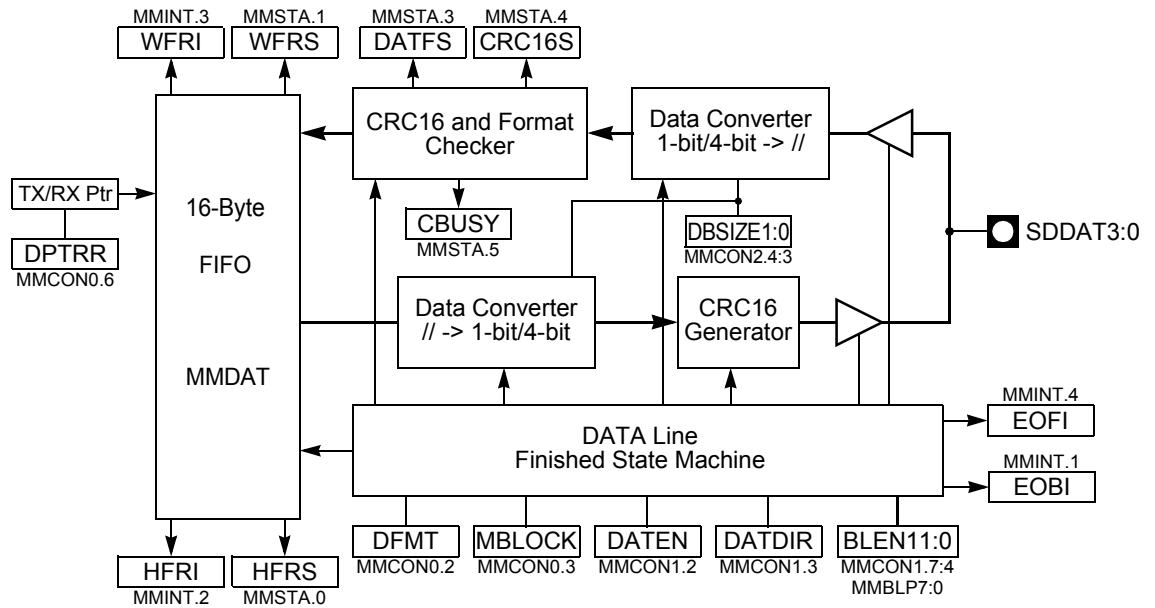 MMINT.3
WFRI
MMSTA.1
WFRS
MMSTA.3
DATFS
MMSTA.4
CRC16S
CRC16 and Format
Checker
Data Converter
1-bit/4-bit -> //
TX/RX Ptr
DPTRR
MMCON0.6
16-Byte
FIFO
MMDAT
CBUSY
MMSTA.5
DBSIZE1:0
MMCON2.4:3
SDDAT3:0
Data Converter
// -> 1-bit/4-bit
CRC16
Generator
DATA Line
Finished State Machine
MMINT.4
EOFI
MMINT.1
EOBI
HFRI
MMINT.2
HFRS
MMSTA.0
DFMT
MMCON0.2
MBLOCK
MMCON0.3
DATEN
MMCON1.2
DATDIR
MMCON1.3
BLEN11:0
MMCON1.7:4
MMBLP7:0